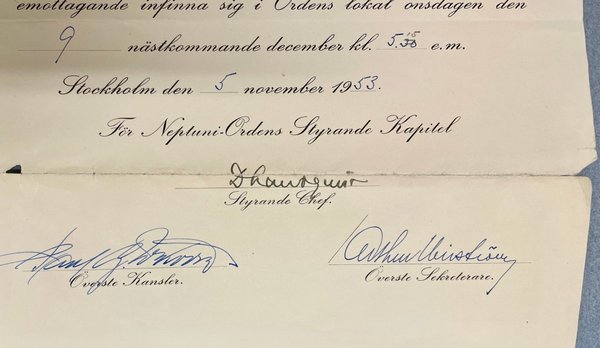 emottagande infinna sig i Ordens lokal onsdagen den
9 nästkommande december kl. 5.15 e.m.
Stockholm den 5 november 1953.
För Neptuni-Ordens Styrande Kapitel
Styrande Chef.
Överste Kansler.
Överste Sekreterare.